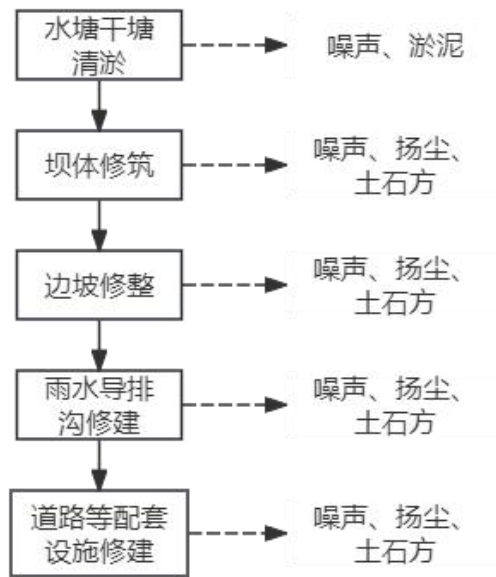 水塘干塘
清淤
噪声、淤泥
坝体修筑
噪声、扬尘、
土石方
边坡修整
噪声、扬尘、
土石方
雨水导排
沟修建
噪声、扬尘、
土石方
道路等配套
设施修建
噪声、扬尘、
土石方